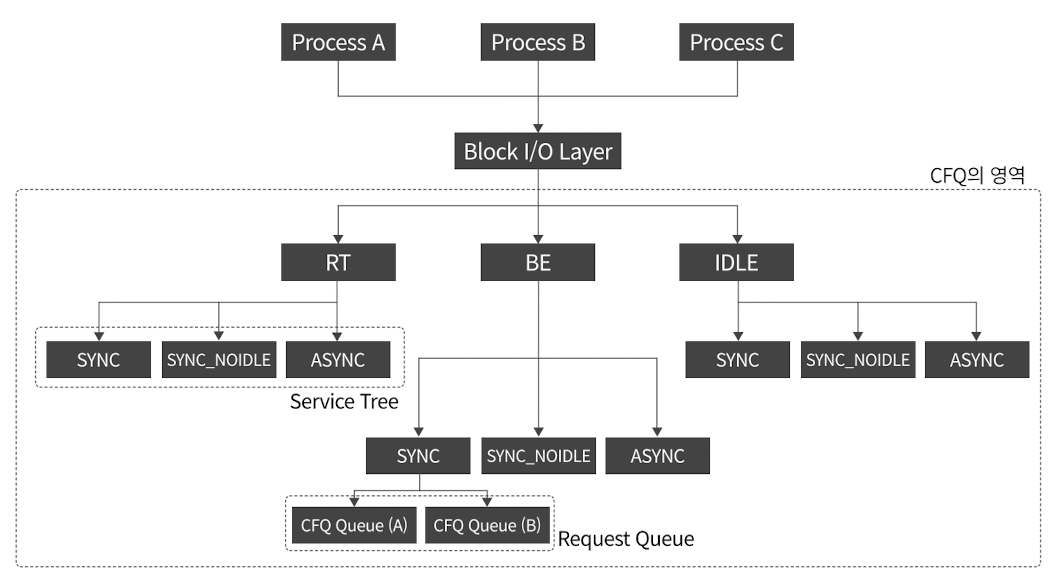 Process A
Process B
Process C
Block I/O Layer
CFQ의 영역
RT
BE
IDLE
SYNC
SYNC_NOIDLE
ASYNC
SYNC
SYNC_NOIDLE
ASYNC
Service Tree
SYNC
SYNC_NOIDLE
ASYNC
CFQ Queue (A)
CFQ Queue (B)
Request Queue